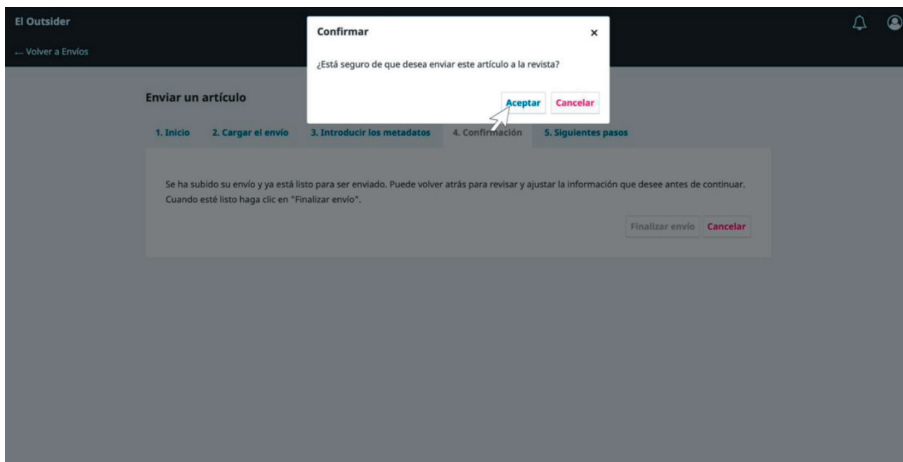 El Outsider
← Volver a Envíos
Confirmar
×
¿Está seguro de que desea enviar este artículo a la revista?
Aceptar Cancelar
Enviar un artículo
1. Inicio 2. Cargar el envío 3. Introducir los metadatos 4. Confirmación 5. Siguientes pasos
Se ha subido su envío y ya está listo para ser enviado. Puede volver atrás para revisar y ajustar la información que desee antes de continuar.
Cuando esté listo haga clic en "Finalizar envío".
Finalizar envío Cancelar